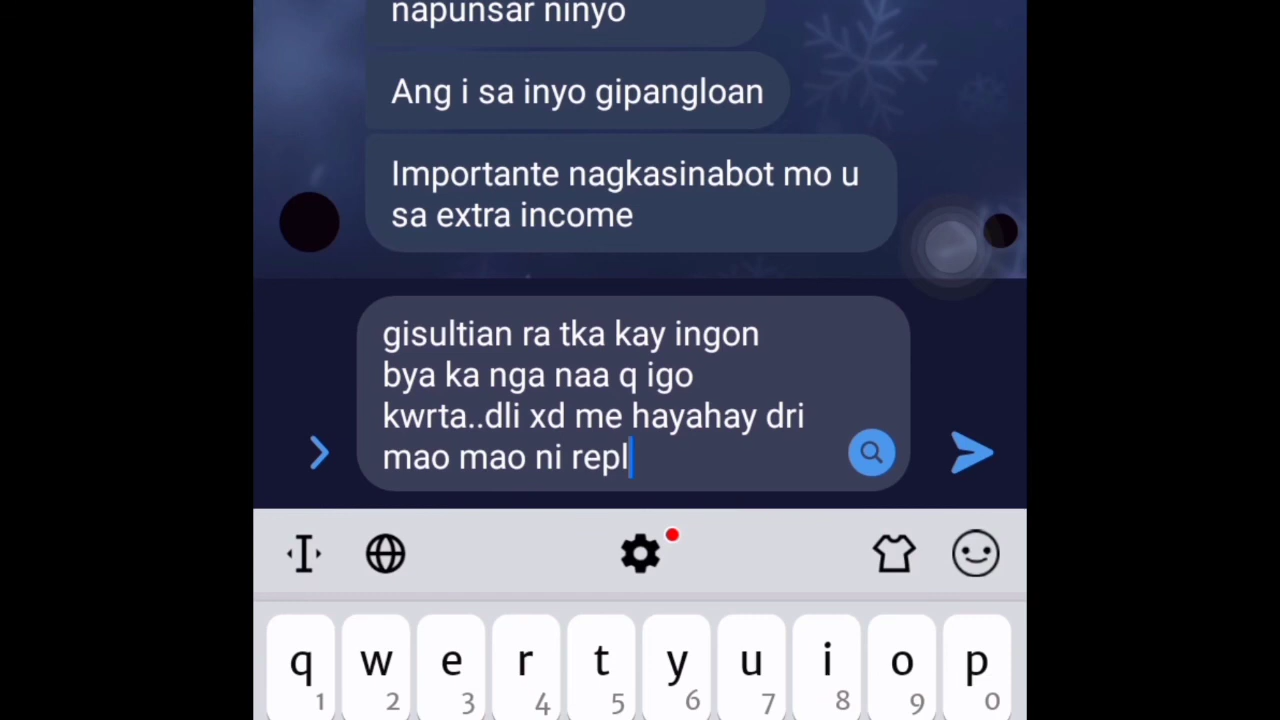 napunsar ninyo
Ang i sa inyo gipangloan
Importante nagkasinabot mo u
sa extra income
gisultian ra tka kay ingon
bya ka nga naa q igo
kwrta..dli xd me hayahay dri
mao mao ni repl
q w e r t y u i o p
1 2 3 4 5 6 7 8 9 0